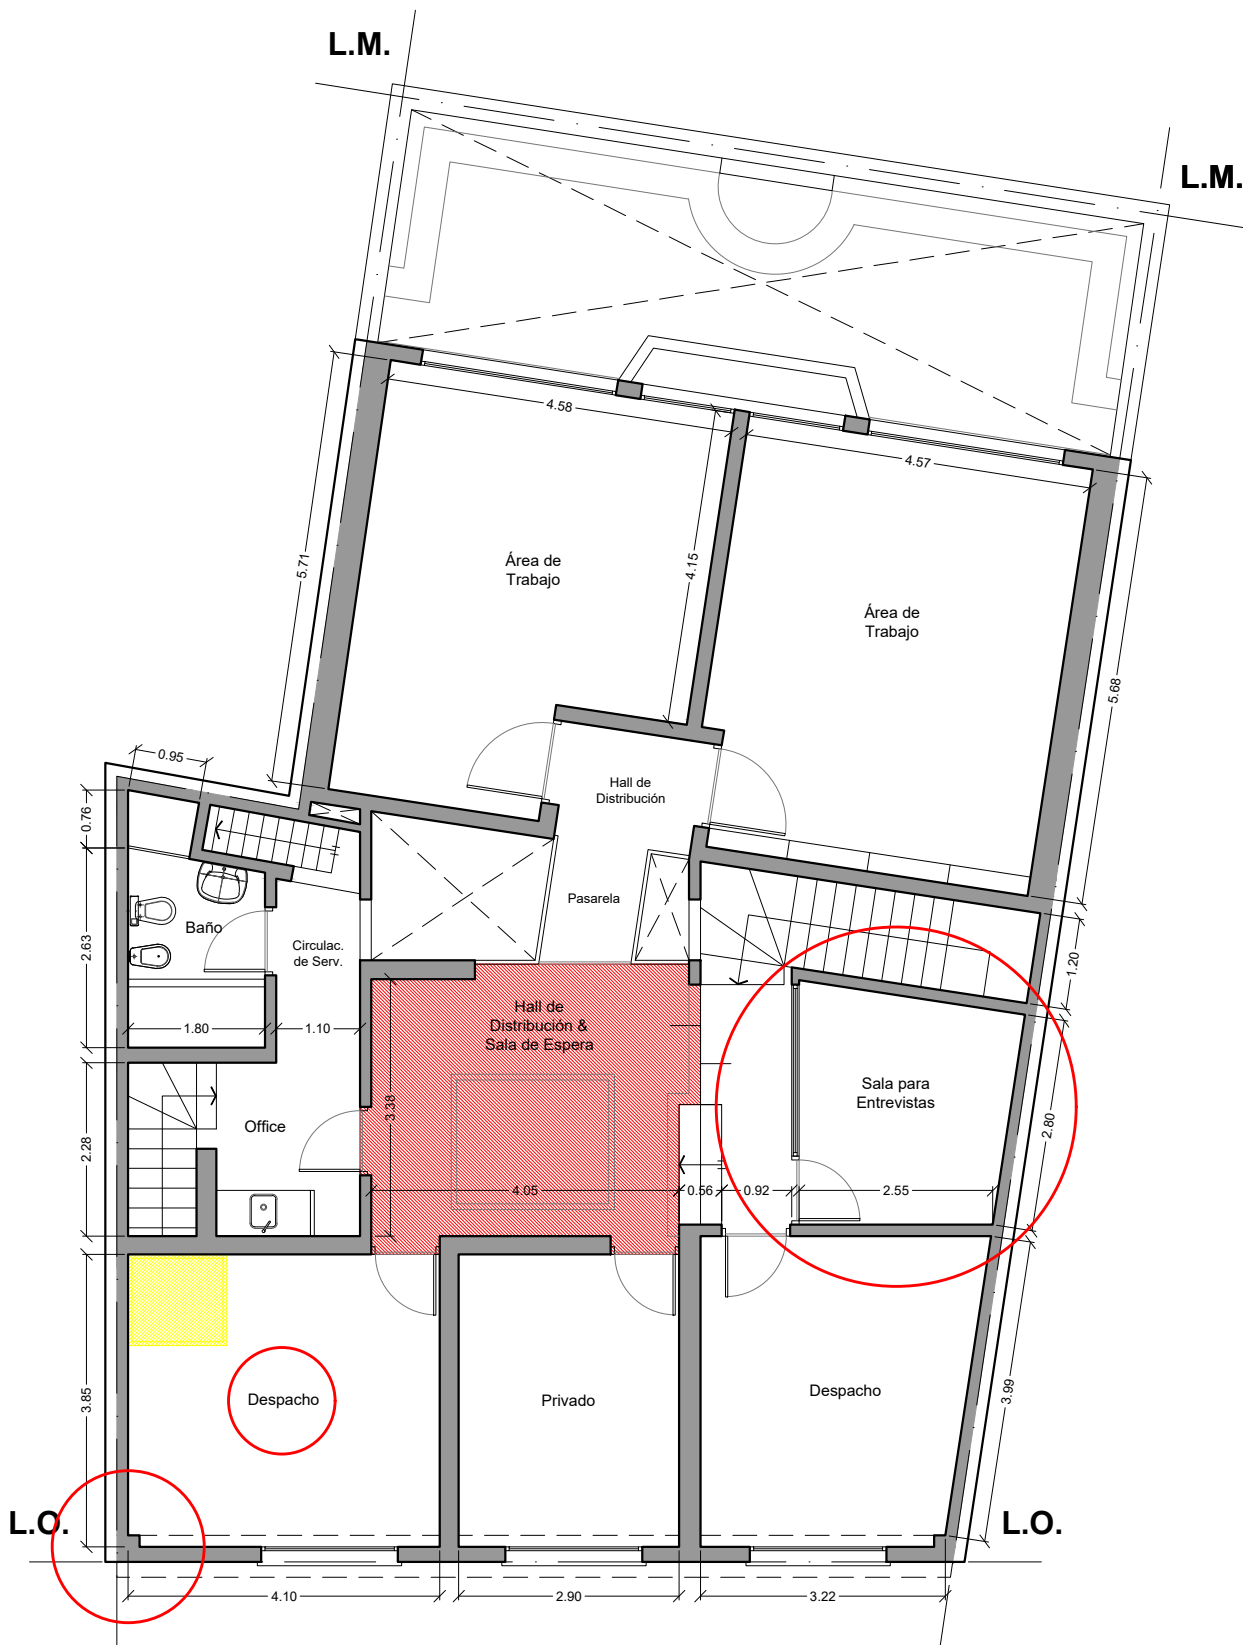 L.M.
L.M.
4.58
4.57
5.71
4.15
Área de
Trabajo
Área de
Trabajo
5.68
0.95
Hall de
Distribución
0.76
Pasarela
Baño
Circulac.
de Serv.
2.63
1.20
Hall de
Distribución &
Sala de Espera
1.80
1.10
Sala para
Entrevistas
3.38
Office
2.80
2.28
4.05
0.56
0.92
2.55
Despacho
Privado
Despacho
3.85
3.99
L.O.
L.O.
4.10
2.90
3.22